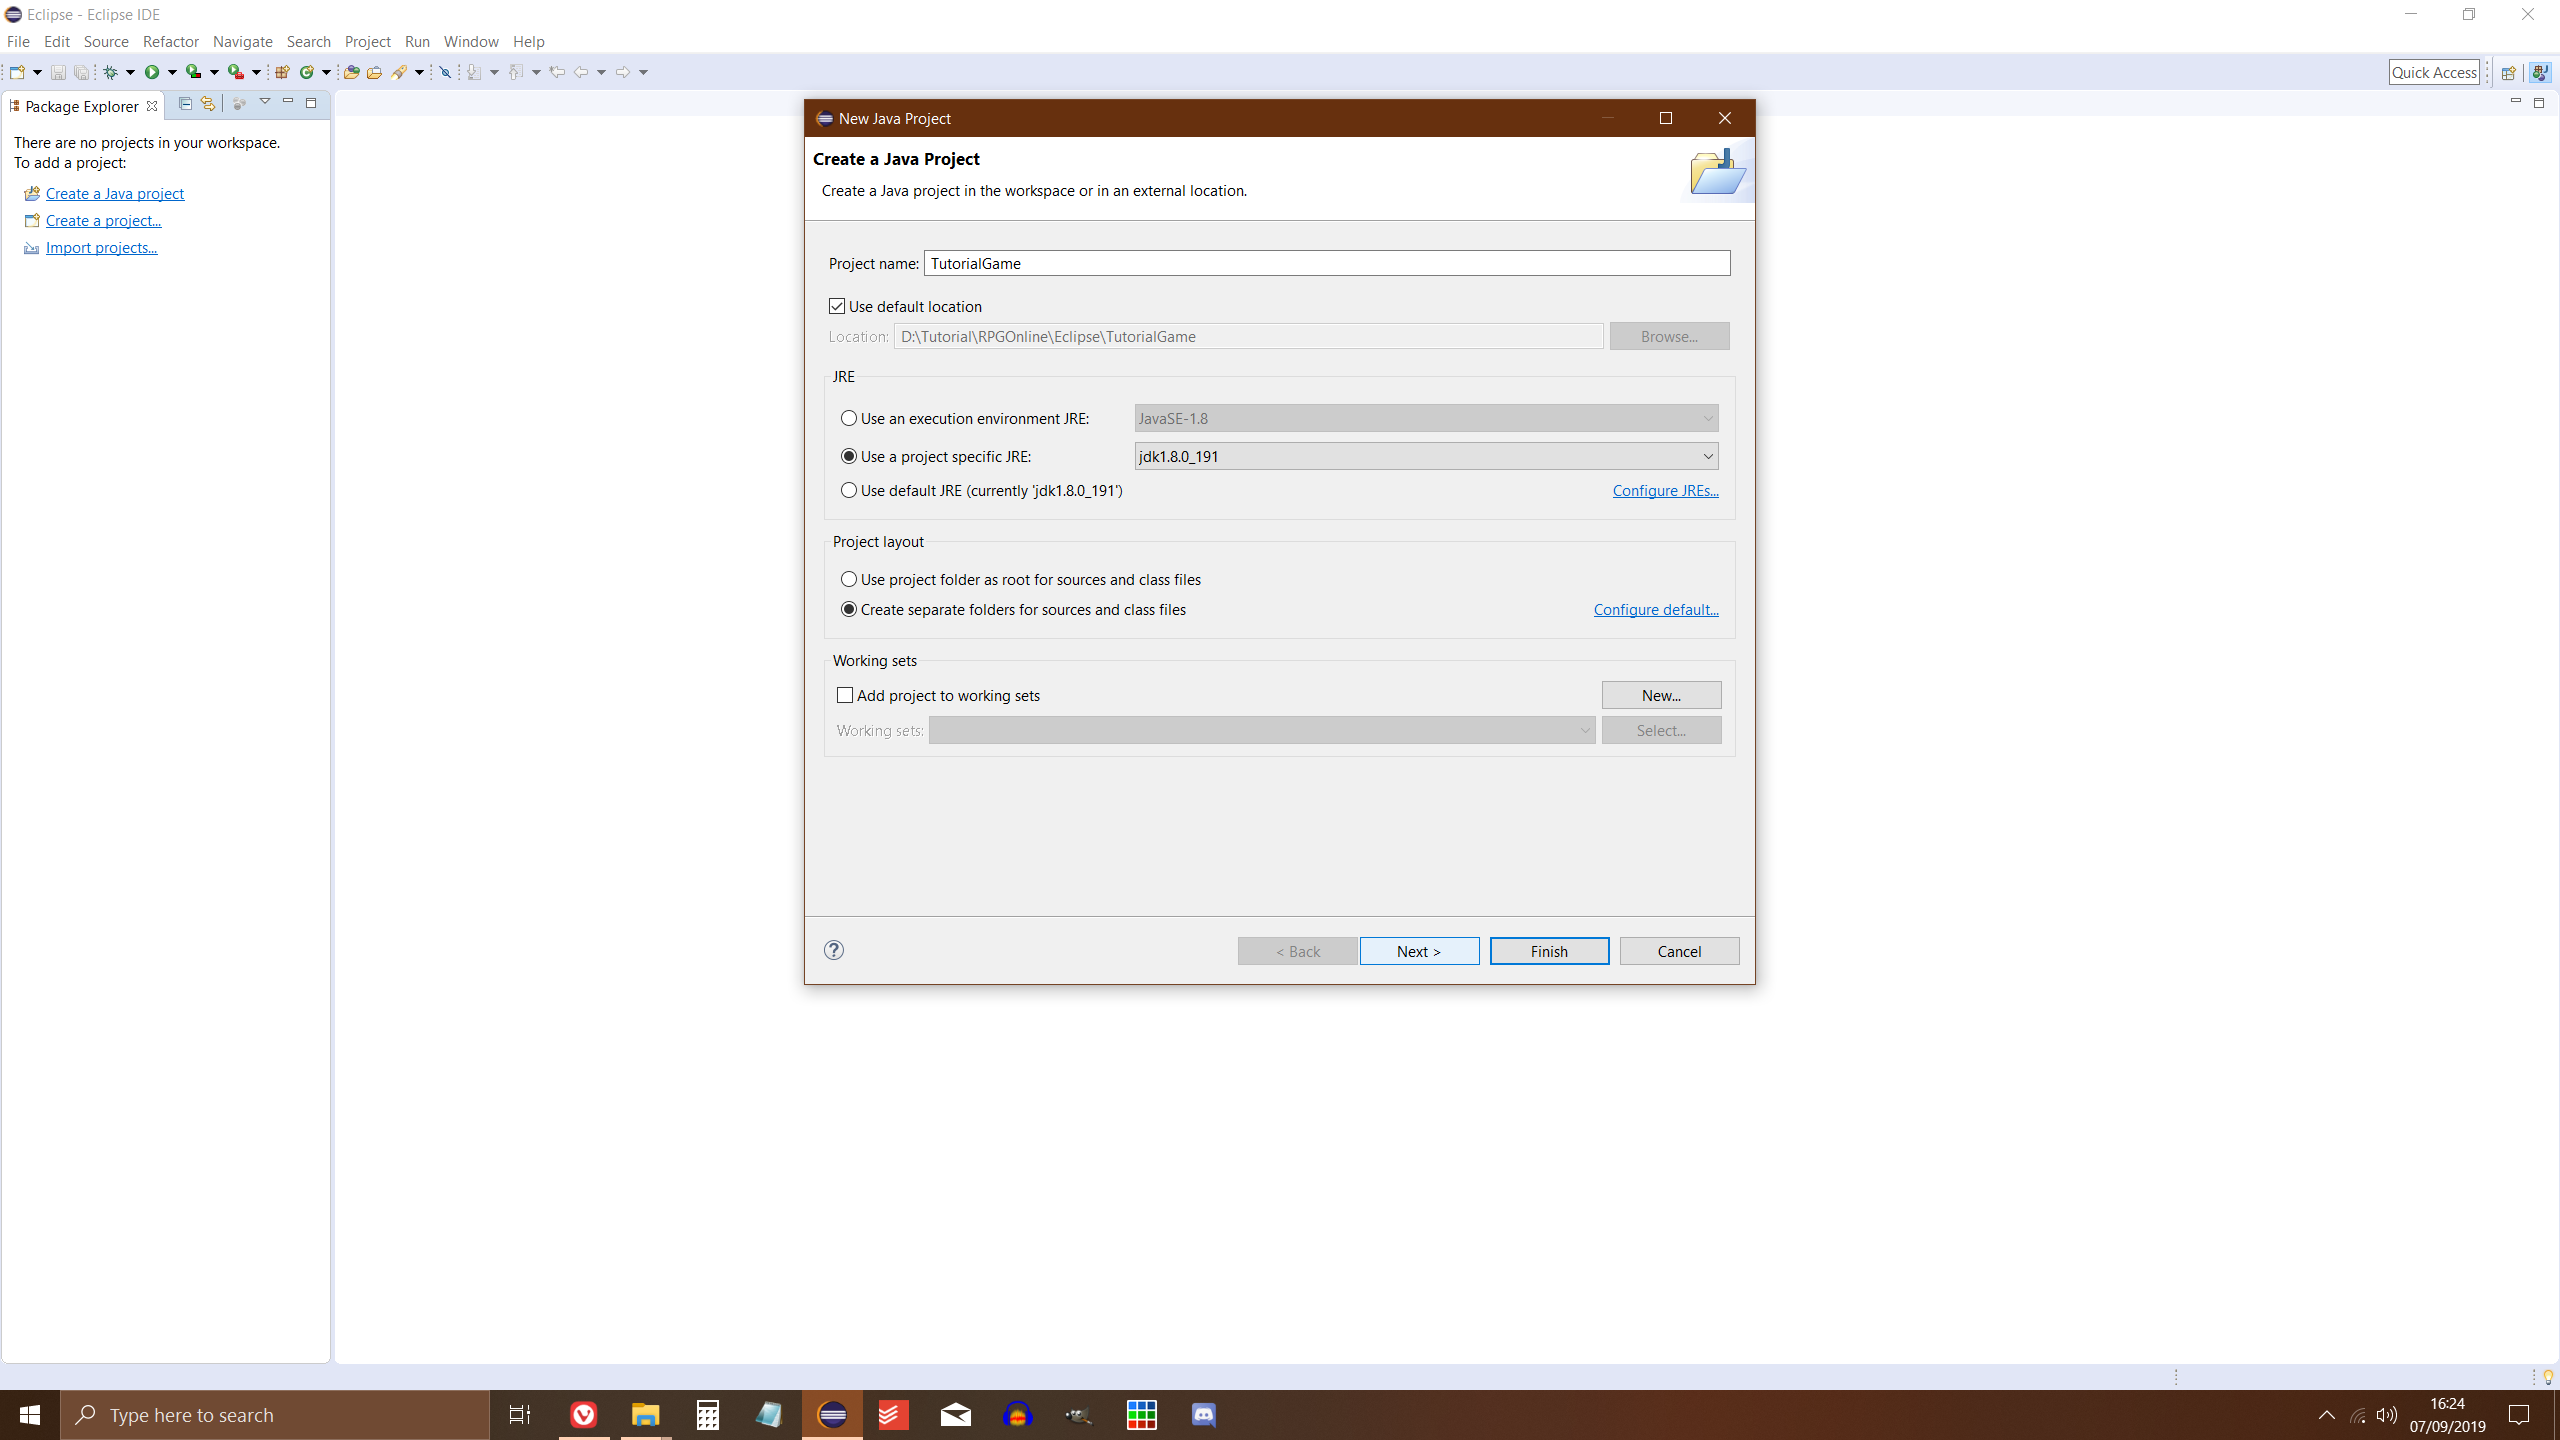 Eclipse - Eclipse IDE
File Edit Source Refactor Navigate Search Project Run Window Help
Quick Access
Package Explorer
There are no projects in your workspace.
To add a project:
Create a Java project
Create a project...
Import projects...
New Java Project
Create a Java Project
Create a Java project in the workspace or in an external location.
Project name: TutorialGame
Use default location
Location: D:\Tutorial\RPGOnline\Eclipse\TutorialGame Browse...
JRE
Use an execution environment JRE: JavaSE-1.8
Use a project specific JRE: jdk1.8.0_191
Use default JRE (currently 'jdk1.8.0_191') Configure JREs...
Project layout
Use project folder as root for sources and class files
Create separate folders for sources and class files Configure default...
Working sets
Add project to working sets New...
Working sets: Select...
< Back Next > Finish Cancel
Type here to search
16:24
07/09/2019